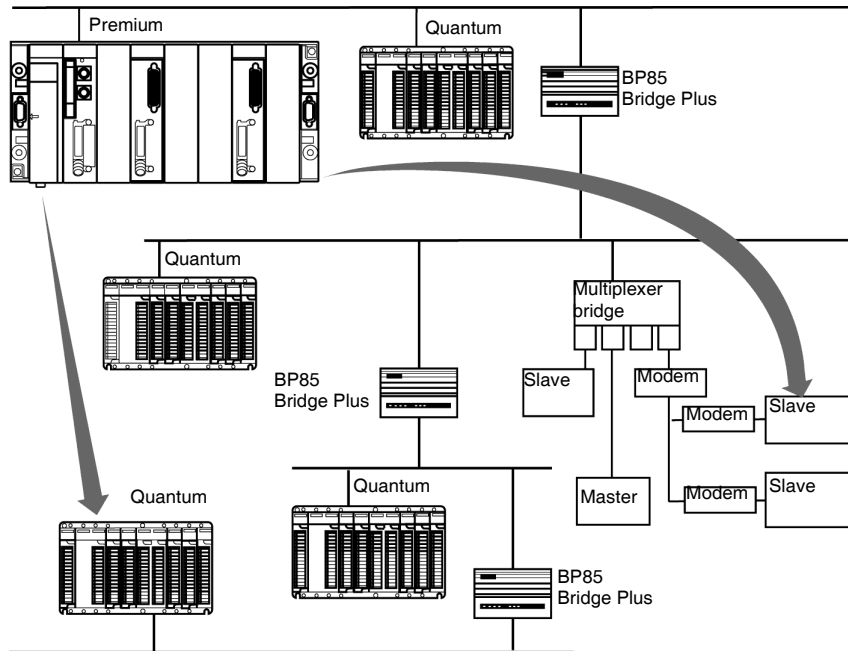 Premium
Quantum
BP85
Bridge Plus
Quantum
Multiplexer
bridge
BP85
Bridge Plus
Slave
Modem
Modem
Slave
Quantum
Quantum
Master
Modem
Slave
BP85
Bridge Plus